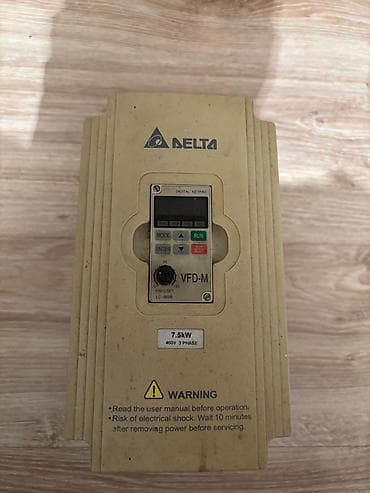 DELTA
DIGITAL KEYPAD
MODE RUN
ENTER
VFD-M
LC-M08
7.5kW
460V 3 PHASE
WARNING
•Read the user manual before operation.
•Risk of electrical shock. Wait 10 minutes
after removing power before servicing.